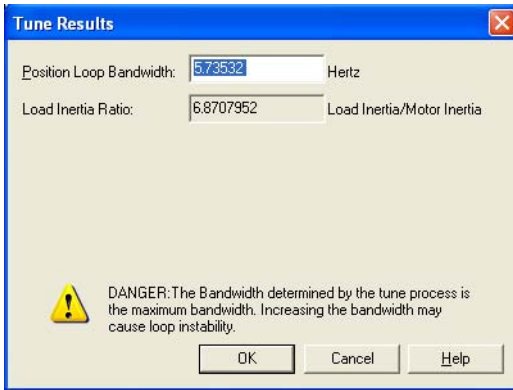 Tune Results
Position Loop Bandwidth: 5.73532 Hertz
Load Inertia Ratio: 6.8707952 Load Inertia/Motor Inertia
DANGER:The Bandwidth determined by the tune process is
the maximum bandwidth. Increasing the bandwidth may
cause loop instability.
OK Cancel Help